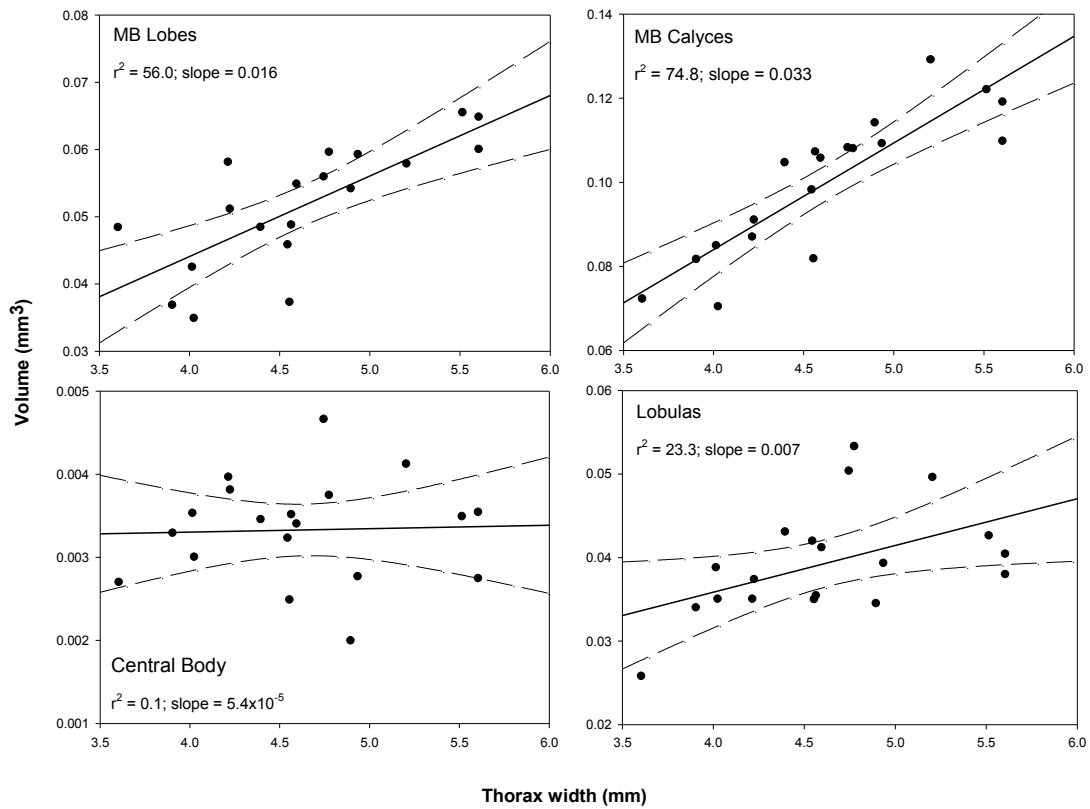 MB Lobes
r² = 56.0; slope = 0.016
0.08
0.07
0.06
0.05
0.04
0.03
3.5 4.0 4.5 5.0 5.5 6.0
MB Calyces
r² = 74.8; slope = 0.033
0.14
0.12
0.10
0.08
0.06
3.5 4.0 4.5 5.0 5.5 6.0
Volume (mm³)
Central Body
r² = 0.1; slope = 5.4x10⁻⁵
0.005
0.004
0.003
0.002
0.001
3.5 4.0 4.5 5.0 5.5 6.0
Lobulas
r² = 23.3; slope = 0.007
0.06
0.05
0.04
0.03
0.02
3.5 4.0 4.5 5.0 5.5 6.0
Thorax width (mm)